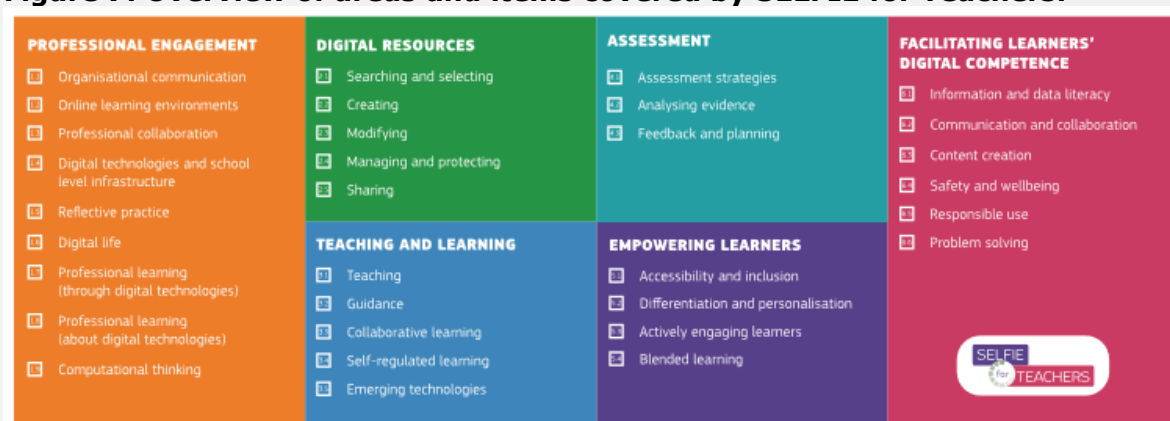 PROFESSIONAL ENGAGEMENT
Organisational communication
Online learning environments
Professional collaboration
Digital technologies and school
level infrastructure
Reflective practice
Digital life
Professional learning
(through digital technologies)
Professional learning
(about digital technologies)
Computational thinking
DIGITAL RESOURCES
Searching and selecting
Creating
Modifying
Managing and protecting
Sharing
TEACHING AND LEARNING
Teaching
Guidance
Collaborative learning
Self-regulated learning
Emerging technologies
ASSESSMENT
Assessment strategies
Analysing evidence
Feedback and planning
EMPOWERING LEARNERS
Accessibility and inclusion
Differentiation and personalisation
Actively engaging learners
Blended learning
FACILITATING LEARNERS'
DIGITAL COMPETENCE
Information and data literacy
Communication and collaboration
Content creation
Safety and wellbeing
Responsible use
Problem solving
SELFIE
for
TEACHERS